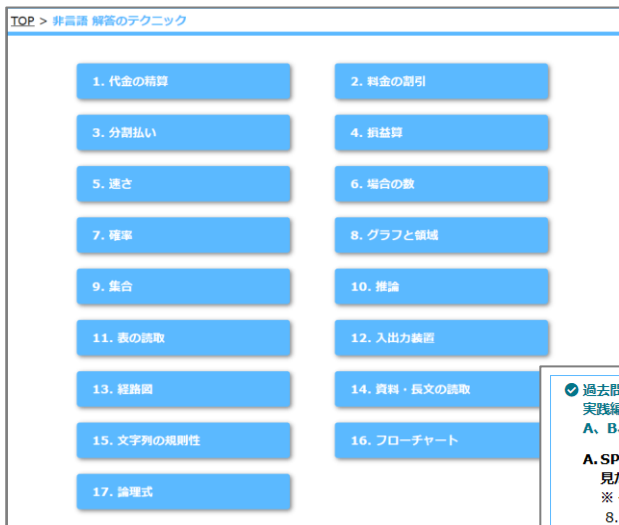 TOP > 非言語 解答のテクニック
1. 代金の精算
2. 料金の割引
3. 分割払い
4. 損益算
5. 速さ
6. 場合の数
7. 確率
8. グラフと領域
9. 集合
10. 推論
11. 表の読取
12. 入出力装置
13. 経路図
14. 資料・長文の読取
15. 文字列の規則性
16. フローチャート
17. 論理式
過去問
実践編
A、B
A. SP
見た
※
8.